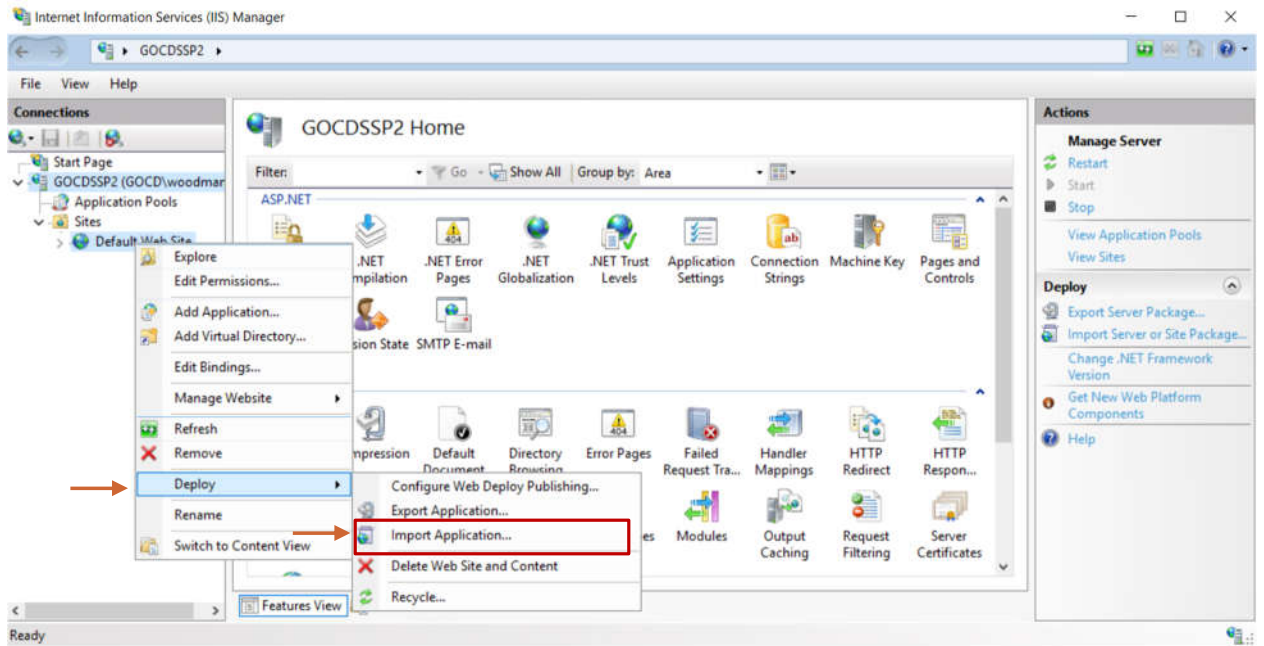 Internet Information Services (IIS) Manager
GOCDSSP2
File View Help
Connections
Start Page
GOCDSSP2 (GOCD\woodmar
Application Pools
Sites
Default Web Site
Explore
Edit Permissions...
Add Application...
Add Virtual Directory...
Edit Bindings...
Manage Website
Refresh
Remove
Deploy
Rename
Switch to Content View
Configure Web Deploy Publishing...
Export Application...
Import Application...
Delete Web Site and Content
Recycle...
GOCDSSP2 Home
Filter: Go Show All Group by: Area
ASP.NET
.NET
mpilation
.NET Error
Pages
.NET
Globalization
.NET Trust
Levels
Application
Settings
Connection
Strings
Machine Key
Pages and
Controls
sion State
SMTP E-mail
mpression
Default
Document
Directory
Browsing
Error Pages
Failed
Request Tra...
Handler
Mappings
HTTP
Redirect
HTTP
Respon...
es
Modules
Output
Caching
Request
Filtering
Server
Certificates
Features View
Actions
Manage Server
Restart
Start
Stop
View Application Pools
View Sites
Deploy
Export Server Package...
Import Server or Site Package...
Change .NET Framework
Version
Get New Web Platform
Components
Help
Ready